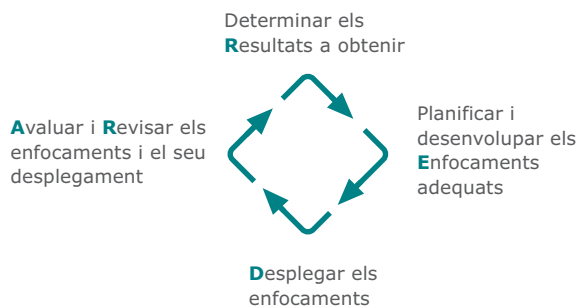 Determinar els
Resultats a obtenir
Avaluar i Revisar els
enfocaments i el seu
desplegament
Planificar i
desenvolupar els
Enfocaments
adequats
Desplegar els
enfocaments